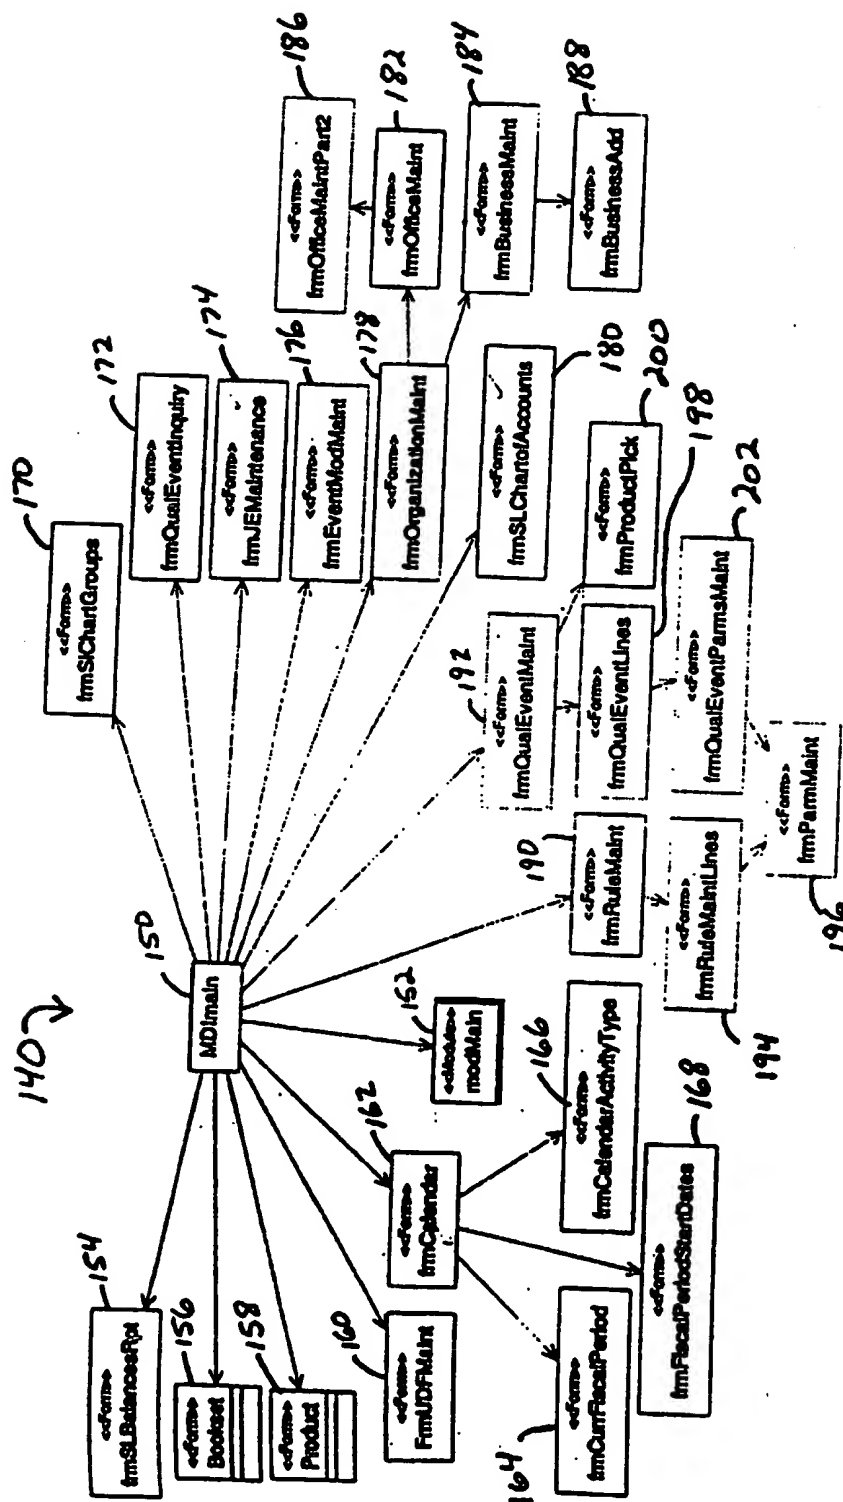 140
154
<<Form>>
frmSLBalancesRpt
156
<<Form>>
Bookset
158
<<Form>>
Product
160
<<Form>>
FrmUDFMaint
150
MDImain
162
<<Form>>
frmCalendar
152
<<Module>>
modMain
164
<<Form>>
frmCurrFiscalPeriod
166
<<Form>>
frmCalendarActivityType
168
<<Form>>
frmFiscalPeriodStartDates
170
<<Form>>
frmSlChartGroups
172
<<Form>>
frmQualEventInquiry
174
<<Form>>
frmJEMaintenance
176
<<Form>>
frmEventModMaint
178
<<Form>>
frmOrganizationMaint
180
<<Form>>
frmSLChartofAccounts
186
<<Form>>
frmOfficeMaintPart2
182
<<Form>>
frmOfficeMaint
184
<<Form>>
frmBusinessMaint
188
<<Form>>
frmBusinessAdd
190
<<Form>>
frmRuleMaint
192
<<Form>>
frmQualEventMaint
200
<<Form>>
frmProductPick
198
<<Form>>
frmQualEventLines
202
<<Form>>
frmQualEventParmsMaint
194
<<Form>>
frmRuleMaintLines
196
<<Form>>
frmParmMaint